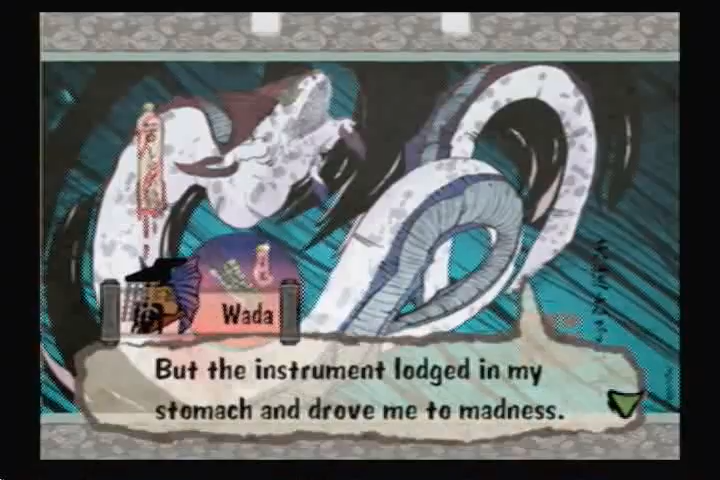 Wada
But the instrument lodged in my
stomach and drove me to madness.